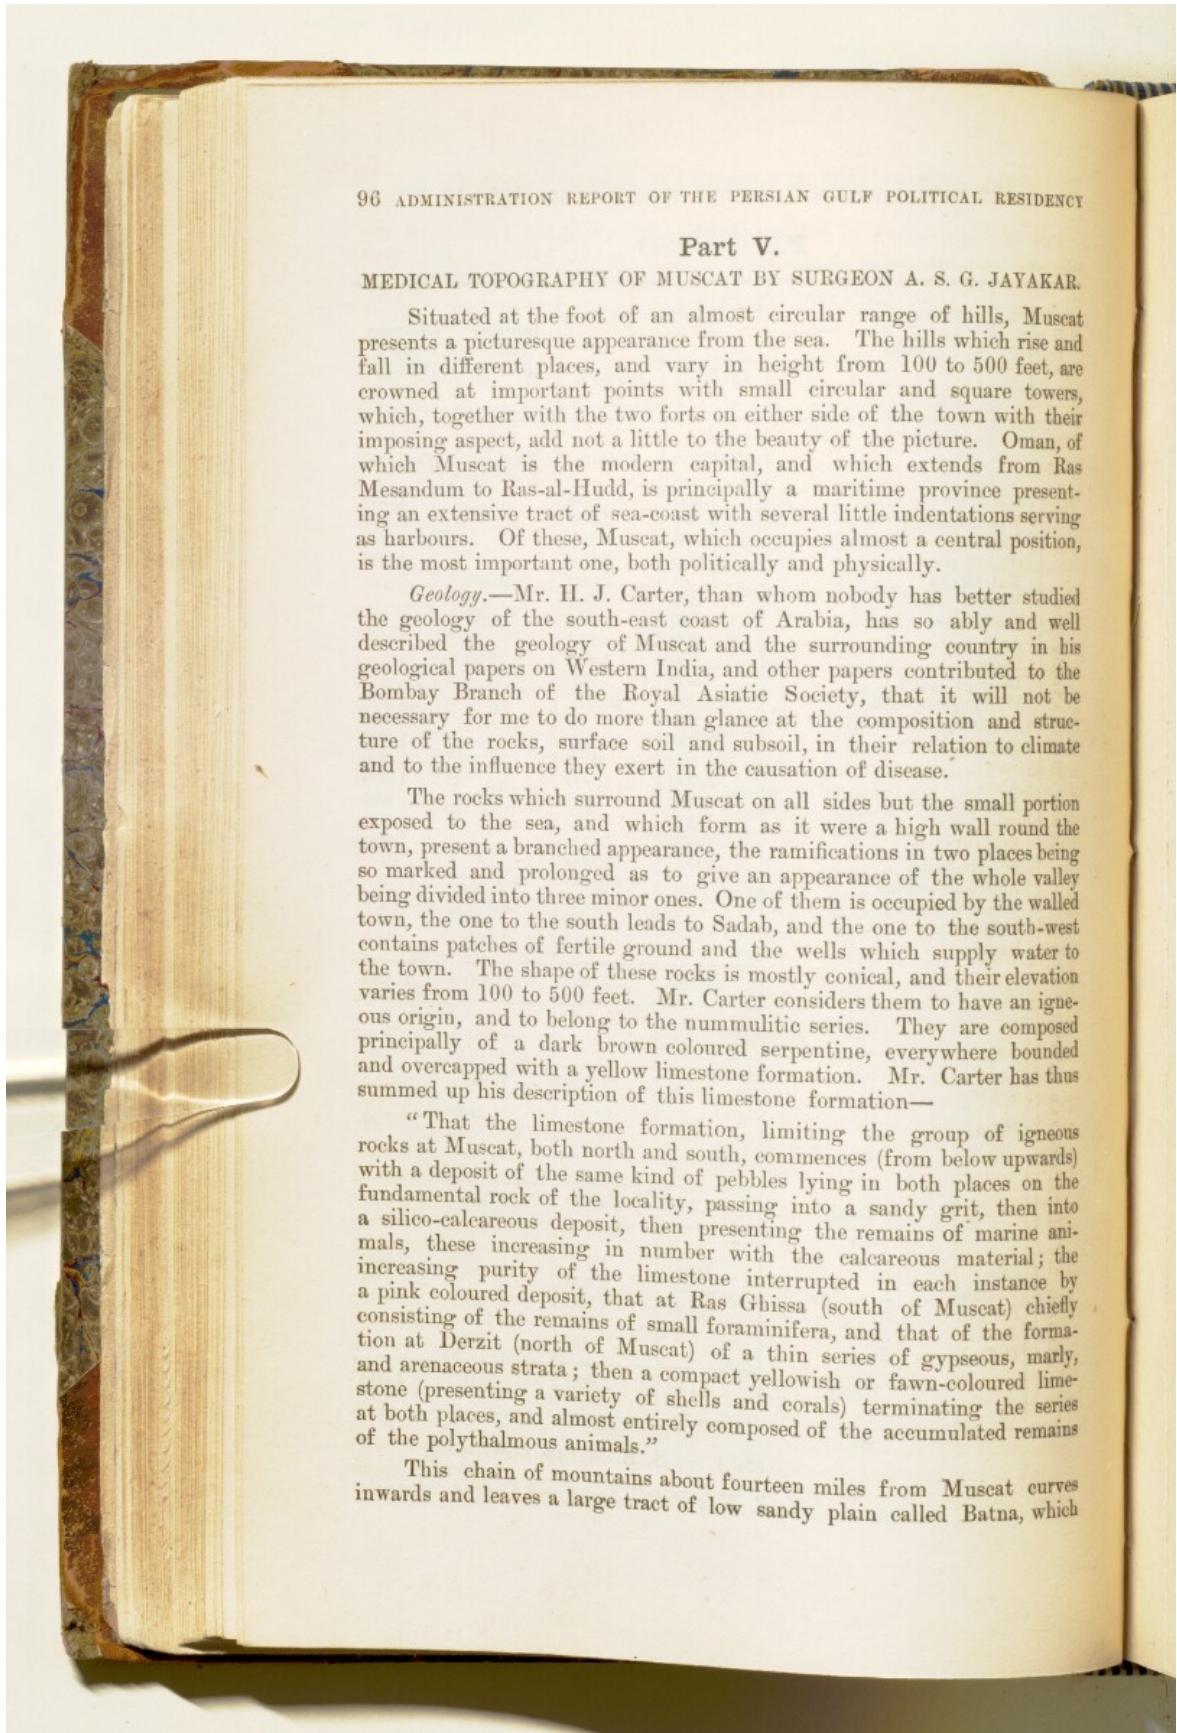 96 ADMINISTRATION REPORT OF THE PERSIAN GULF POLITICAL RESIDENCY
Part V.
MEDICAL TOPOGRAPHY OF MUSCAT BY SURGEON A. S. G. JAYAKAR.
Situated at the foot of an almost circular range of hills, Muscat
presents a picturesque appearance from the sea. The hills which rise and
fall in different places, and vary in height from 100 to 500 feet, are
crowned at important points with small circular and square towers,
which, together with the two forts on either side of the town with their
imposing aspect, add not a little to the beauty of the picture. Oman, of
which Muscat is the modern capital, and which extends from Ras
Mesandum to Ras-al-Hudd, is principally a maritime province present-
ing an extensive tract of sea-coast with several little indentations serving
as harbours. Of these, Muscat, which occupies almost a central position,
is the most important one, both politically and physically.
Geology.—Mr. H. J. Carter, than whom nobody has better studied
the geology of the south-east coast of Arabia, has so ably and well
described the geology of Muscat and the surrounding country in his
geological papers on Western India, and other papers contributed to the
Bombay Branch of the Royal Asiatic Society, that it will not be
necessary for me to do more than glance at the composition and struc-
ture of the rocks, surface soil and subsoil, in their relation to climate
and to the influence they exert in the causation of disease.
The rocks which surround Muscat on all sides but the small portion
exposed to the sea, and which form as it were a high wall round the
town, present a branched appearance, the ramifications in two places being
so marked and prolonged as to give an appearance of the whole valley
being divided into three minor ones. One of them is occupied by the walled
town, the one to the south leads to Sadab, and the one to the south-west
contains patches of fertile ground and the wells which supply water to
the town. The shape of these rocks is mostly conical, and their elevation
varies from 100 to 500 feet. Mr. Carter considers them to have an igne-
ous origin, and to belong to the nummulitic series. They are composed
principally of a dark brown coloured serpentine, everywhere bounded
and overcapped with a yellow limestone formation. Mr. Carter has thus
summed up his description of this limestone formation—
"That the limestone formation, limiting the group of igneous
rocks at Muscat, both north and south, commences (from below upwards)
with a deposit of the same kind of pebbles lying in both places on the
fundamental rock of the locality, passing into a sandy grit, then into
a silico-calcareous deposit, then presenting the remains of marine ani-
mals, these increasing in number with the calcareous material; the
increasing purity of the limestone interrupted in each instance by
a pink coloured deposit, that at Ras Ghissa (south of Muscat) chiefly
consisting of the remains of small foraminifera, and that of the forma-
tion at Derzit (north of Muscat) of a thin series of gypseous, marly,
and arenaceous strata; then a compact yellowish or fawn-coloured lime-
stone (presenting a variety of shells and corals) terminating the series
at both places, and almost entirely composed of the accumulated remains
of the polythalmous animals."
This chain of mountains about fourteen miles from Muscat curves
inwards and leaves a large tract of low sandy plain called Batna, which